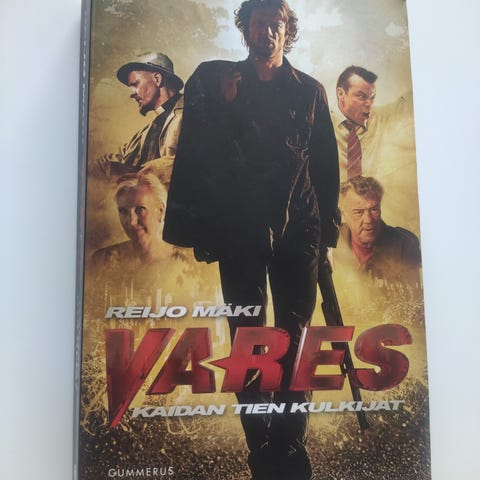 REIJO MÄKI
VARES
KAIDAN TIEN KULKIJAT
GUMMERUS